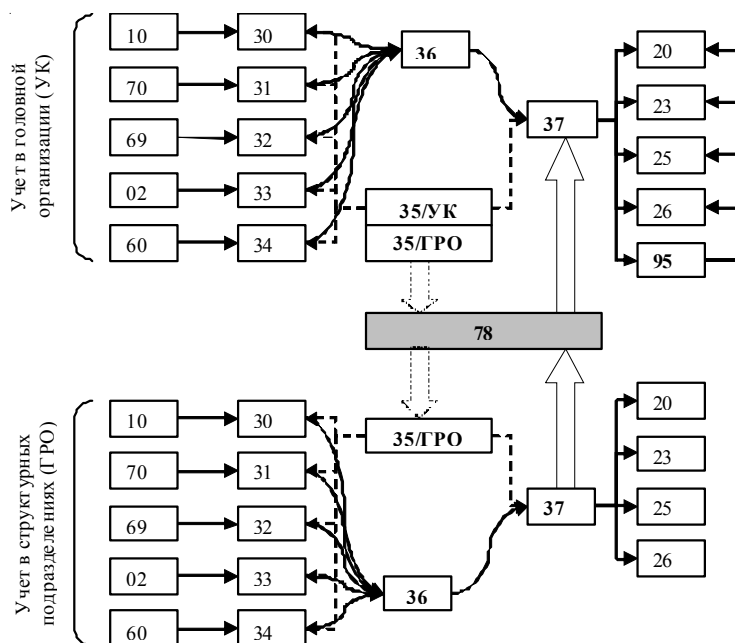 Учет в головной
организации ( УК)
10 30 36 20
70 31 37 23
69 32 25
02 33 35/УК 26
60 34 35/ГРО 95
78
Учет в структурных
подразделениях (ГРО)
10 30 35/ГРО 20
70 31 37 23
69 32 25
02 33 36 26
60 34